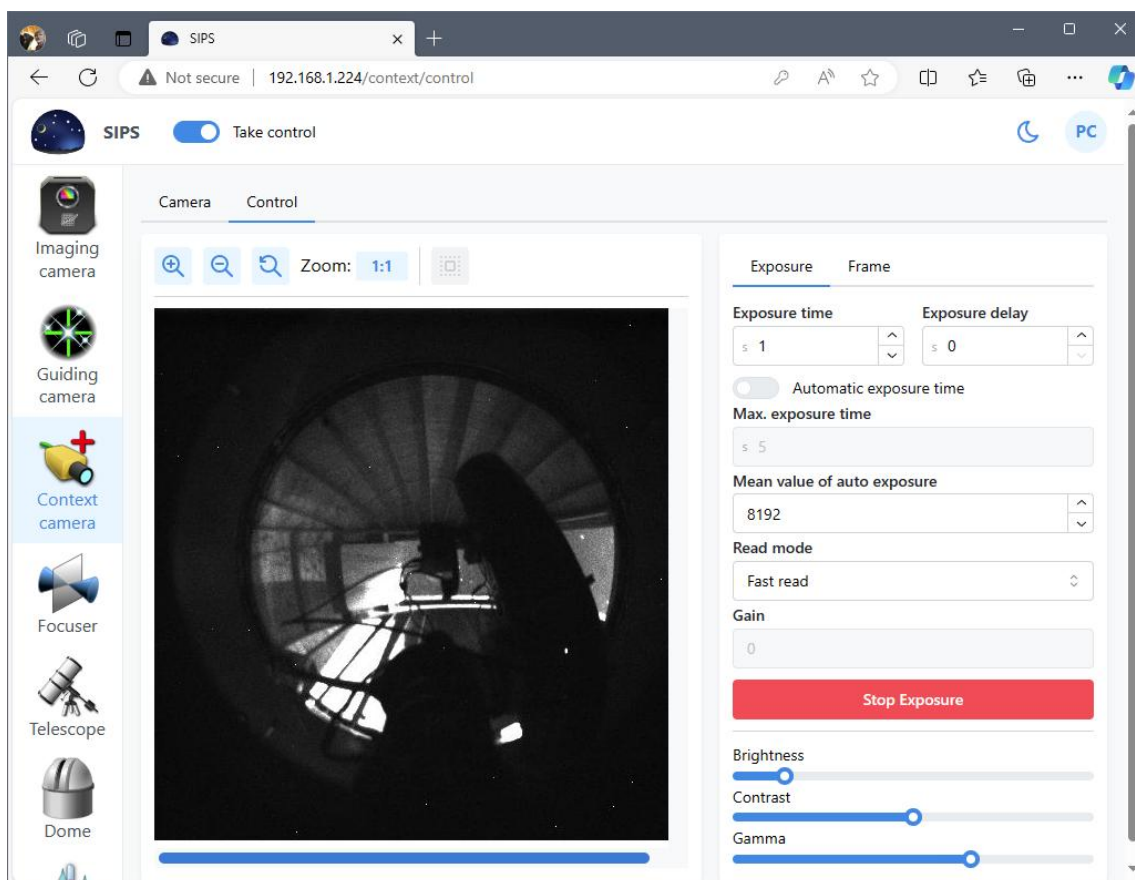 SIPS
Not secure | 192.168.1.224/context/control
SIPS Take control PC
Imaging
camera
Guiding
camera
Context
camera
Focuser
Telescope
Dome
Camera Control
Zoom: 1:1
Exposure Frame
Exposure time Exposure delay
s 1 s 0
Automatic exposure time
Max. exposure time
s 5
Mean value of auto exposure
8192
Read mode
Fast read
Gain
0
Stop Exposure
Brightness
Contrast
Gamma